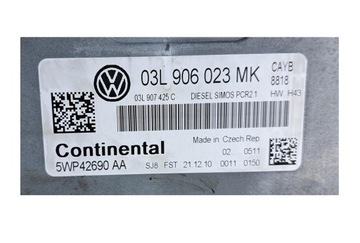 03L 906 023 MK
CAYB
8818
03L 907 425 C
DIESEL SIMOS PCR2.1
HW H43
Continental
Made in Czech Rep
02 0511
5WP42690 AA
SJ8 FST 21.12.10 0011 0150